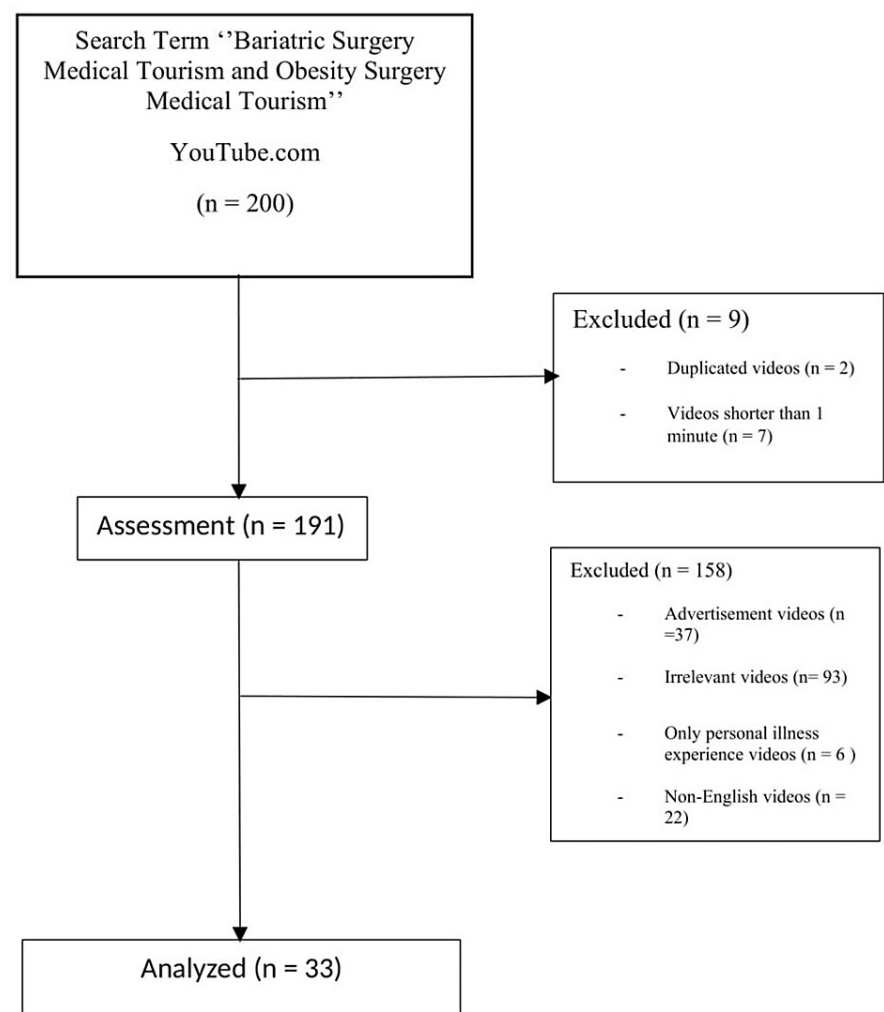 Search Term ‘’Bariatric Surgery
Medical Tourism and Obesity Surgery
Medical Tourism’’
YouTube.com
(n = 200)
Excluded (n = 9)
- Duplicated videos (n = 2)
- Videos shorter than 1
minute (n = 7)
Assessment (n = 191)
Excluded (n = 158)
- Advertisement videos (n
=37)
- Irrelevant videos (n= 93)
- Only personal illness
experience videos (n = 6 )
- Non-English videos (n =
22)
Analyzed (n = 33)